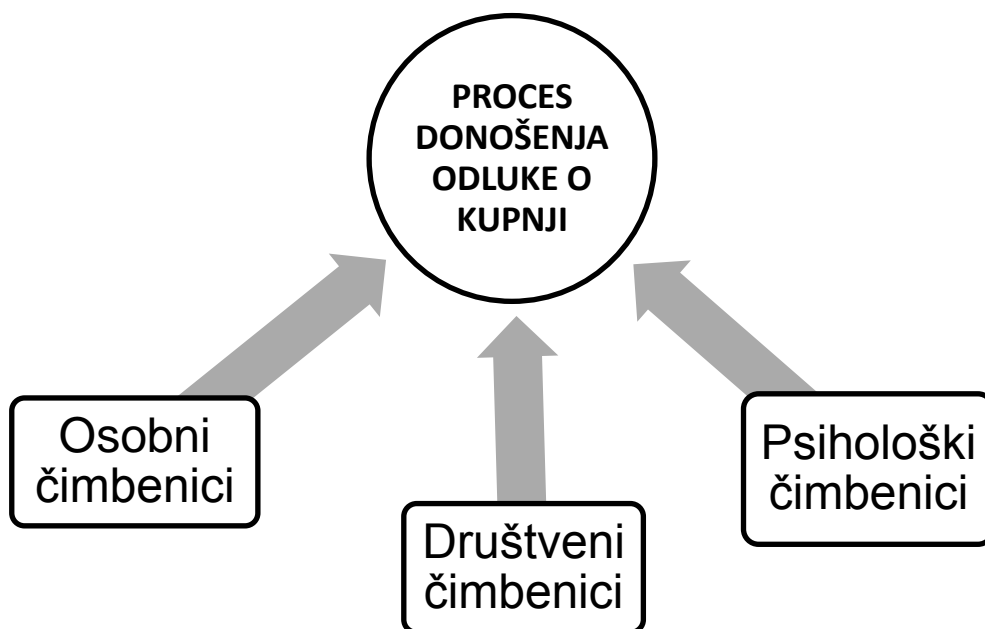 PROCES
DONOŠENJA
ODLUKE O
KUPNJI
Osobni
čimbenici
Društveni
čimbenici
Psihološki
čimbenici